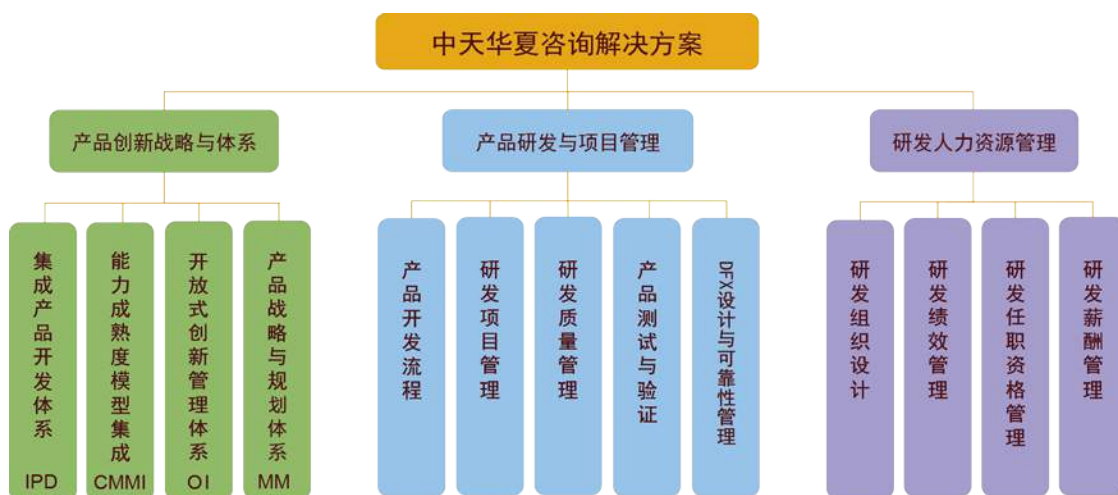 中天华夏咨询解决方案
产品创新战略与体系
产品研发与项目管理
研发人力资源管理
集成产品开发体系
IPD
能力成熟度模型集成
CMMI
开放式创新管理体系
OI
产品战略与规划体系
MM
产品开发流程
研发项目管理
研发质量管理
产品测试与验证
DFX设计与可靠性管理
研发组织设计
研发绩效管理
研发任职资格管理
研发薪酬管理